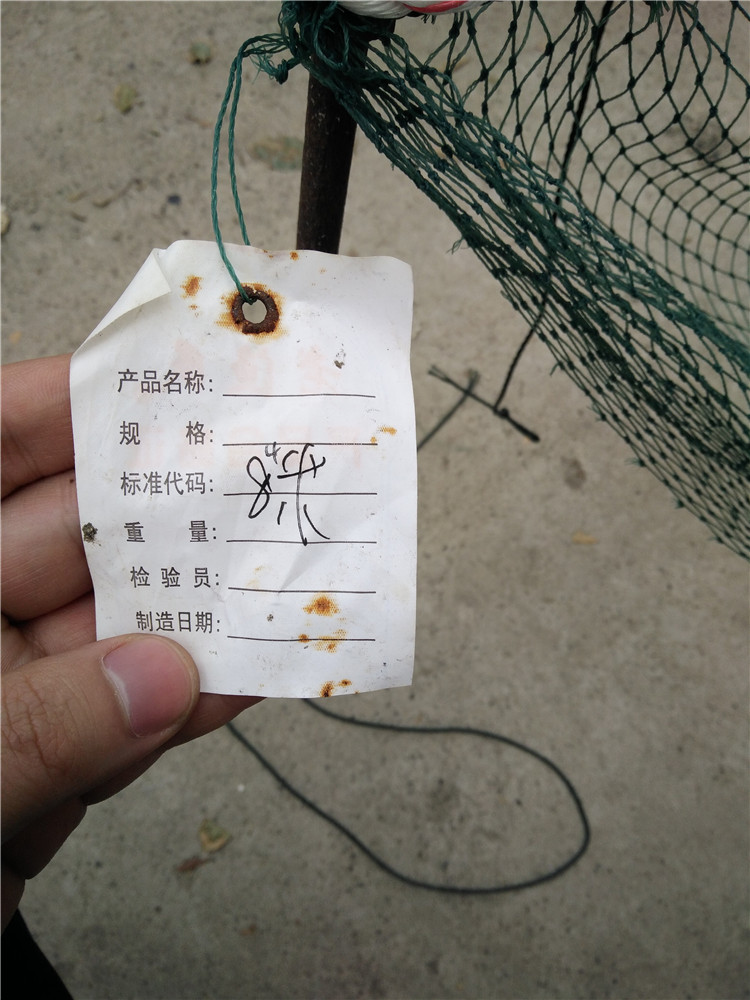 产品名称:
规 格:
标准代码:
重 量:
检 验 员:
制造日期: